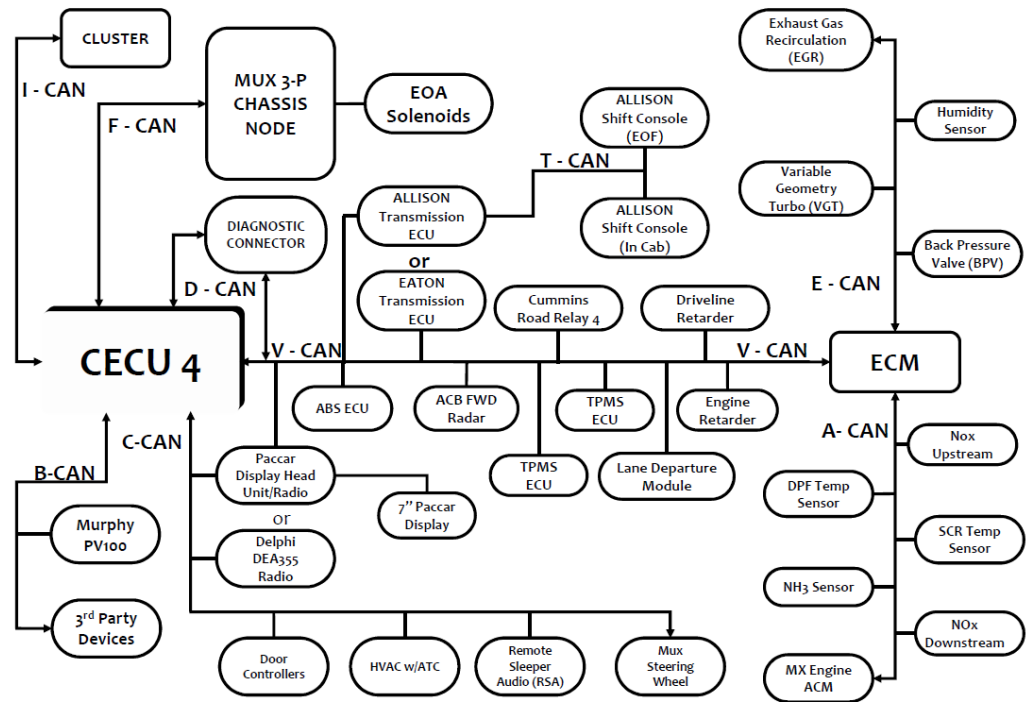 CLUSTER
I - CAN
MUX 3-P
CHASSIS
NODE
EOA
Solenoids
F - CAN
Exhaust Gas
Recirculation
(EGR)
Humidity
Sensor
Variable
Geometry
Turbo (VGT)
Back Pressure
Valve (BPV)
E - CAN
ALLISON
Shift Console
(EOF)
T - CAN
ALLISON
Shift Console
(In Cab)
ALLISON
Transmission
ECU
or
EATON
Transmission
ECU
DIAGNOSTIC
CONNECTOR
D - CAN
Cummins
Road Relay 4
Driveline
Retarder
CECU 4
V - CAN
V - CAN
ECM
ABS ECU
ACB FWD
Radar
TPMS
ECU
Engine
Retarder
TPMS
ECU
Lane Departure
Module
A- CAN
Nox
Upstream
DPF Temp
Sensor
SCR Temp
Sensor
NH3 Sensor
NOx
Downstream
MX Engine
ACM
C-CAN
B-CAN
Paccar
Display Head
Unit/Radio
7” Paccar
Display
or
Delphi
DEA355
Radio
Murphy
PV100
3rd Party
Devices
Door
Controllers
HVAC w/ATC
Remote
Sleeper
Audio (RSA)
Mux
Steering
Wheel